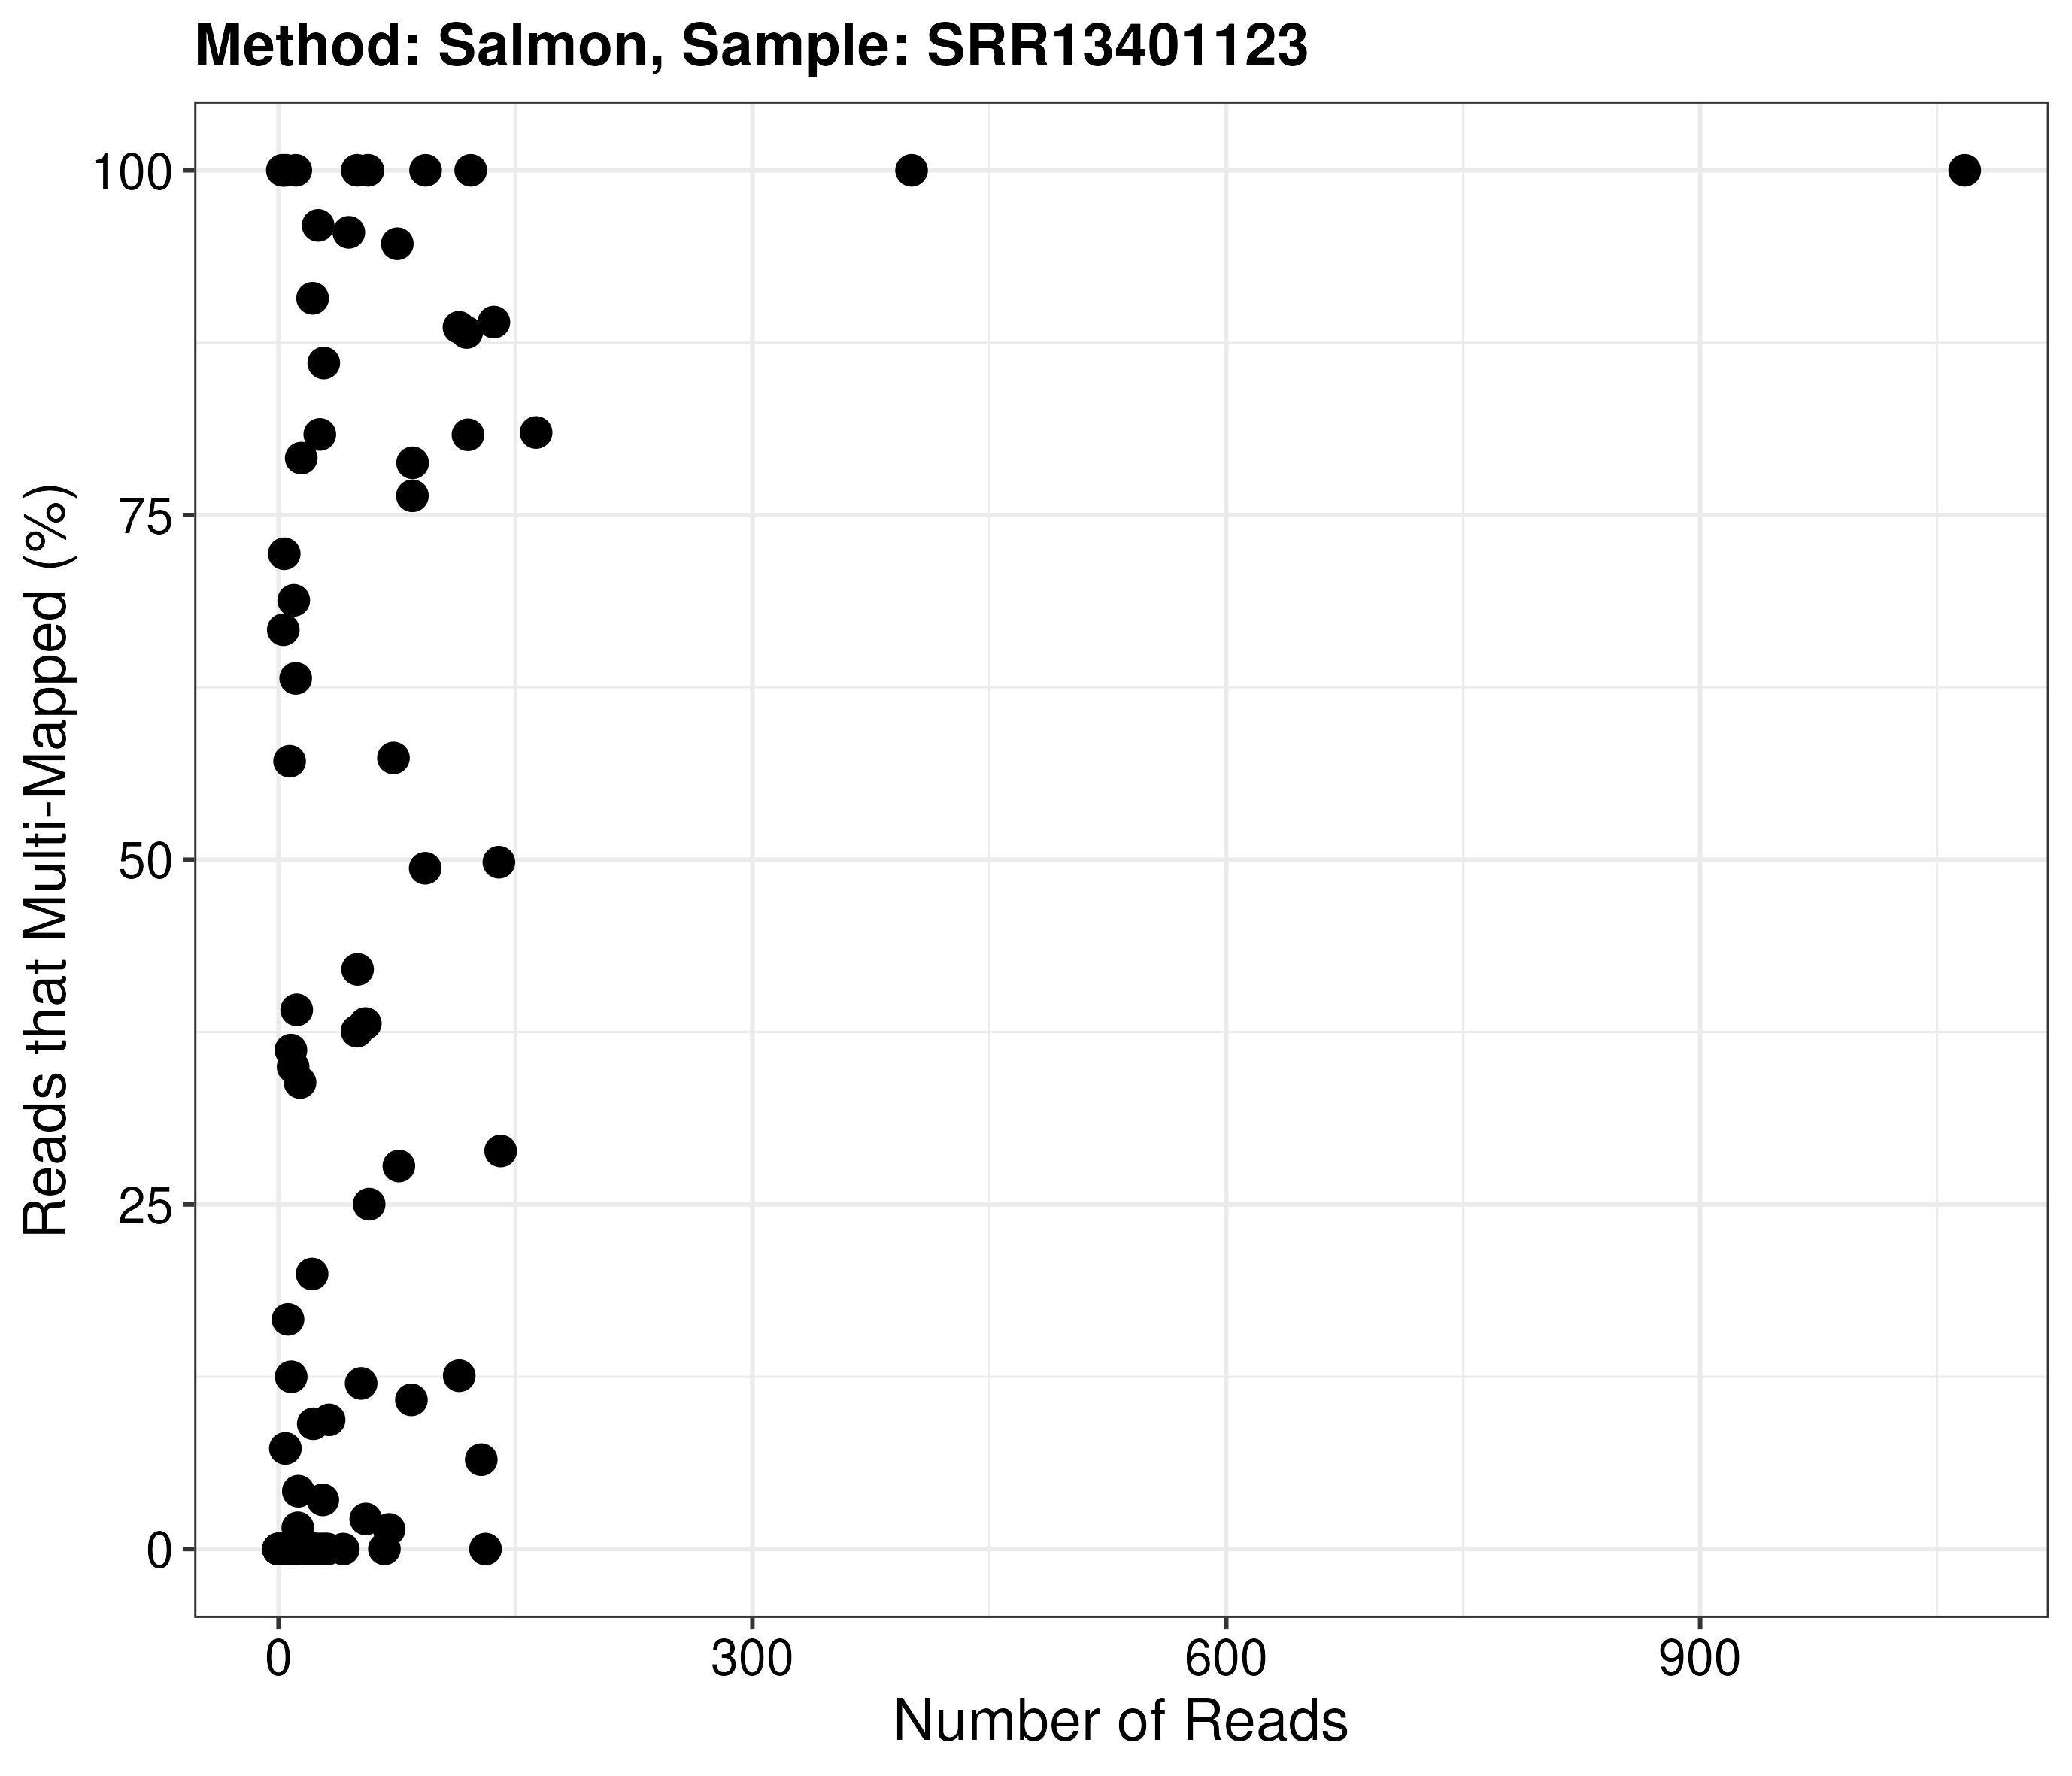 Method: Salmon, Sample: SRR13401123
Reads that Multi-Mapped (%)
100
75
50
25
0
0 300 600 900
Number of Reads